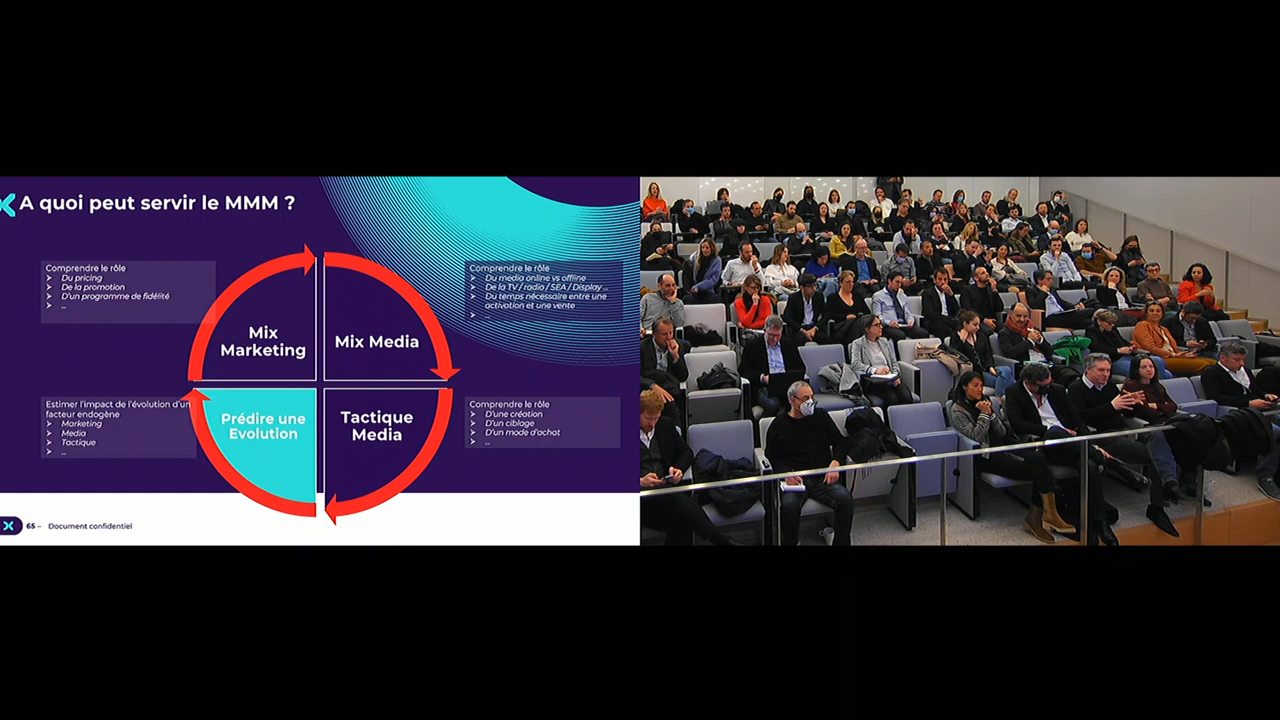 A quoi peut servir le MMM ?
Comprendre le rôle
Du pricing
De la promotion
D'un programme de fidélité
...
Comprendre le rôle
Du media online vs offline
De la TV / radio / SEA / Display ...
Du temps nécessaire entre une
activation et une vente
...
Mix
Marketing
Mix Media
Prédire une
Evolution
Tactique
Media
Estimer l'impact de l'évolution d'un
facteur endogène
Marketing
Media
Tactique
...
Comprendre le rôle
D'une création
D'un ciblage
D'un mode d'achat
...
65 – Document confidentiel